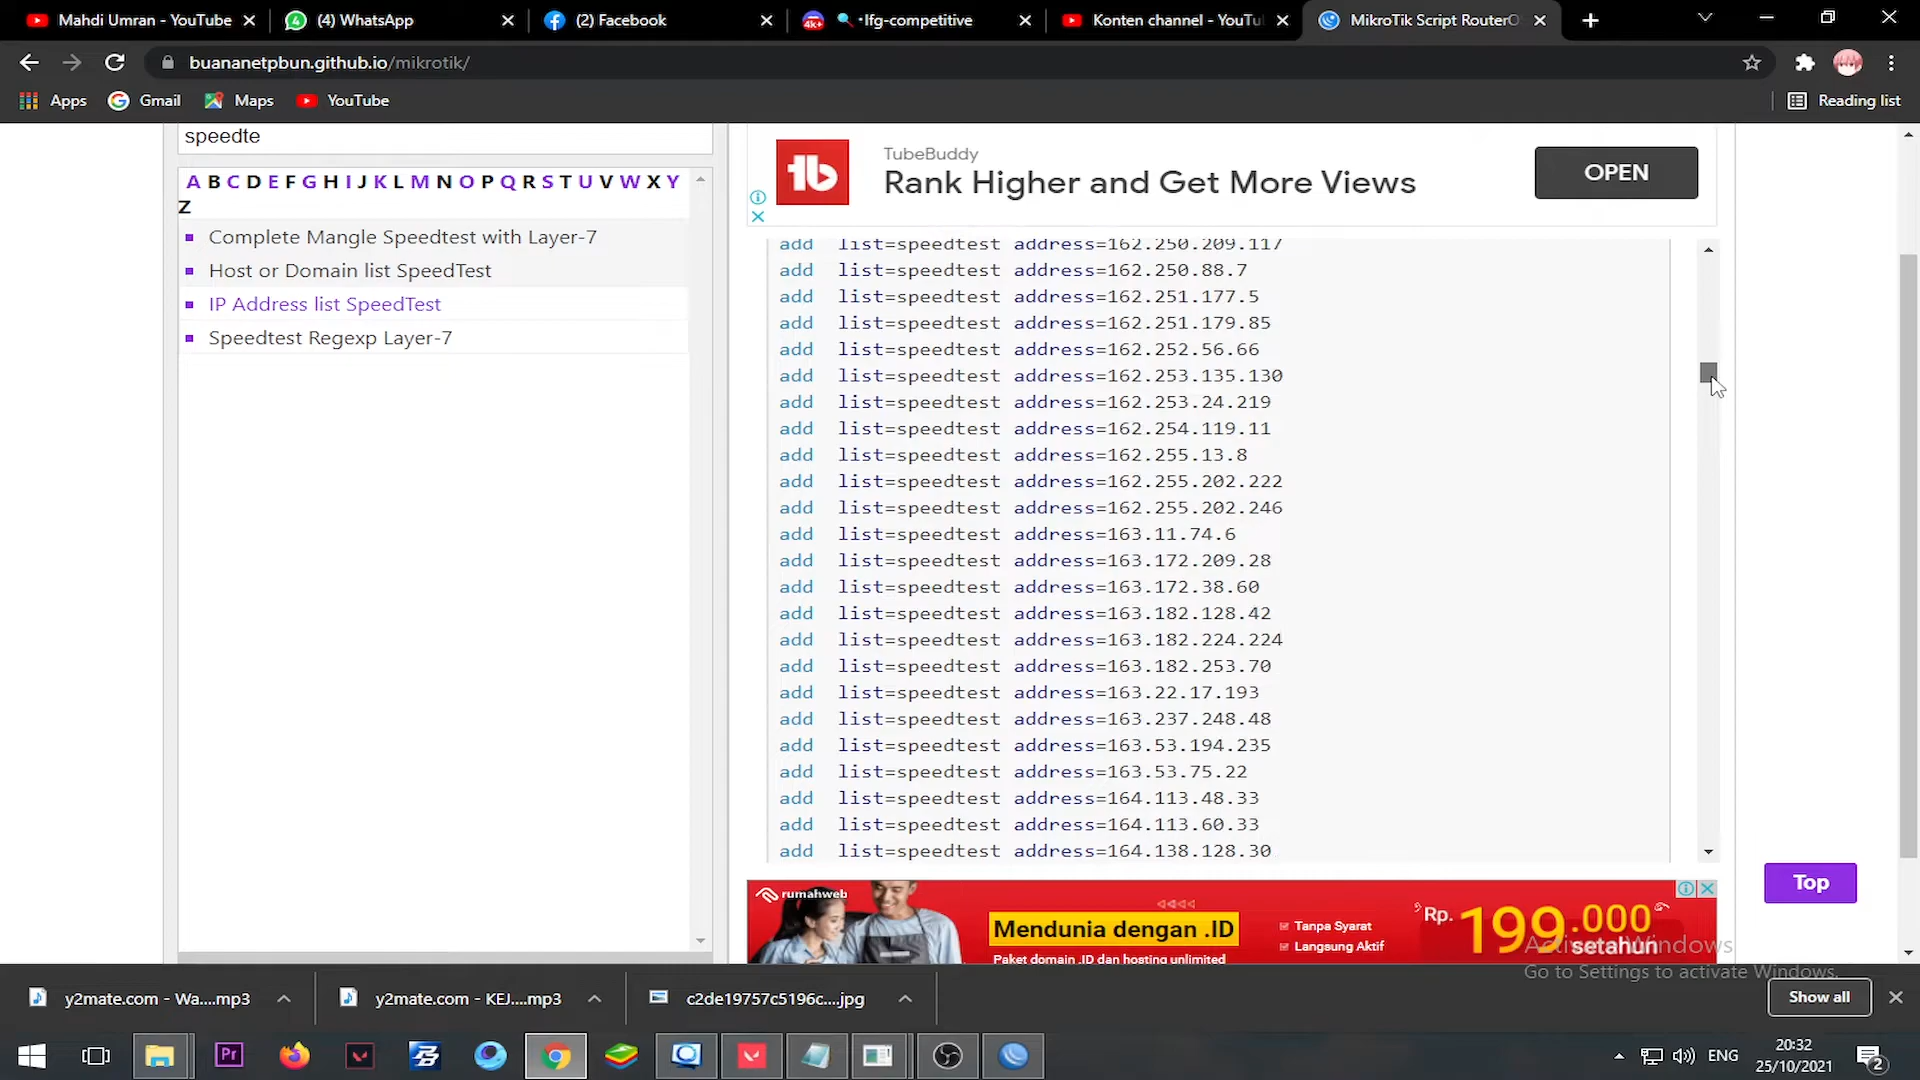 Mahdi Umran - YouTube
(4) WhatsApp
(2) Facebook
4k+
lfg-competitive
Konten channel - YouTu
MikroTik Script RouterO
buananetpbun.github.io/mikrotik/
Apps
Gmail
Maps
YouTube
Reading list
speedte
A B C D E F G H I J K L M N O P Q R S T U V W X Y
Z
Complete Mangle Speedtest with Layer-7
Host or Domain list SpeedTest
IP Address list SpeedTest
Speedtest Regexp Layer-7
TubeBuddy
Rank Higher and Get More Views
OPEN
add list=speedtest address=162.250.209.117
add list=speedtest address=162.250.88.7
add list=speedtest address=162.251.177.5
add list=speedtest address=162.251.179.85
add list=speedtest address=162.252.56.66
add list=speedtest address=162.253.135.130
add list=speedtest address=162.253.24.219
add list=speedtest address=162.254.119.11
add list=speedtest address=162.255.13.8
add list=speedtest address=162.255.202.222
add list=speedtest address=162.255.202.246
add list=speedtest address=163.11.74.6
add list=speedtest address=163.172.209.28
add list=speedtest address=163.172.38.60
add list=speedtest address=163.182.128.42
add list=speedtest address=163.182.224.224
add list=speedtest address=163.182.253.70
add list=speedtest address=163.22.17.193
add list=speedtest address=163.237.248.48
add list=speedtest address=163.53.194.235
add list=speedtest address=163.53.75.22
add list=speedtest address=164.113.48.33
add list=speedtest address=164.113.60.33
add list=speedtest address=164.138.128.30
Top
rumahweb
Mendunia dengan .ID
Paket domain .ID dan hosting unlimited
Tanpa Syarat
Langsung Aktif
Rp. 199.000
setahun
Activate Windows
Go to Settings to activate Windows.
y2mate.com - Wa....mp3
y2mate.com - KEJ....mp3
c2de19757c5196c....jpg
Show all
Pr
ENG
20:32
25/10/2021
2